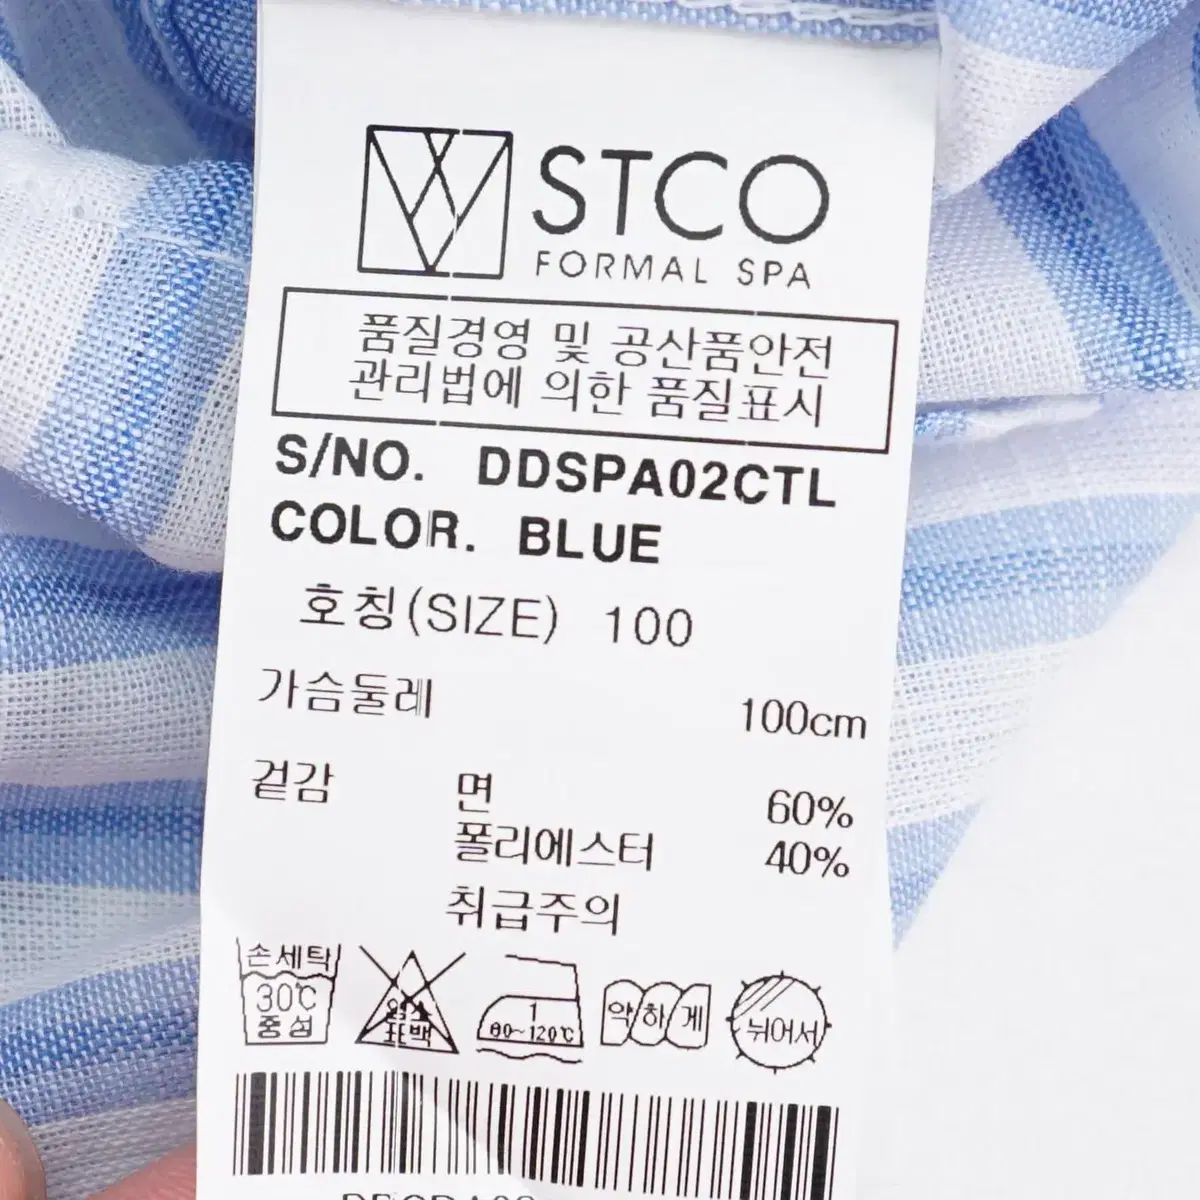 STCO
FORMAL SPA
품질경영 및 공산품안전
관리법에 의한 품질표시
S/NO. DDSPA02CTL
COLOR. BLUE
호칭(SIZE) 100
가슴둘레 100cm
겉감 면 60%
폴리에스터 40%
취급주의
손세탁
30℃
중성
염소
표백
1
80~120℃
약하게
뉘어서